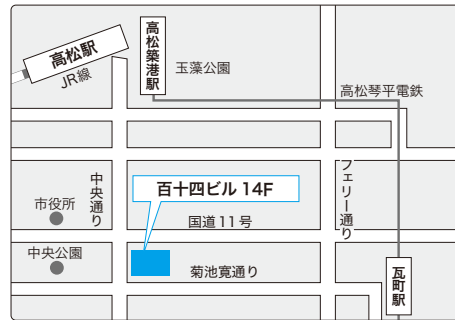 高松駅
JR線
高松築港駅
玉藻公園
高松琴平電鉄
中央通り
百十四ビル 14F
フェリー通り
市役所
国道11号
中央公園
菊池寛通り
瓦町駅